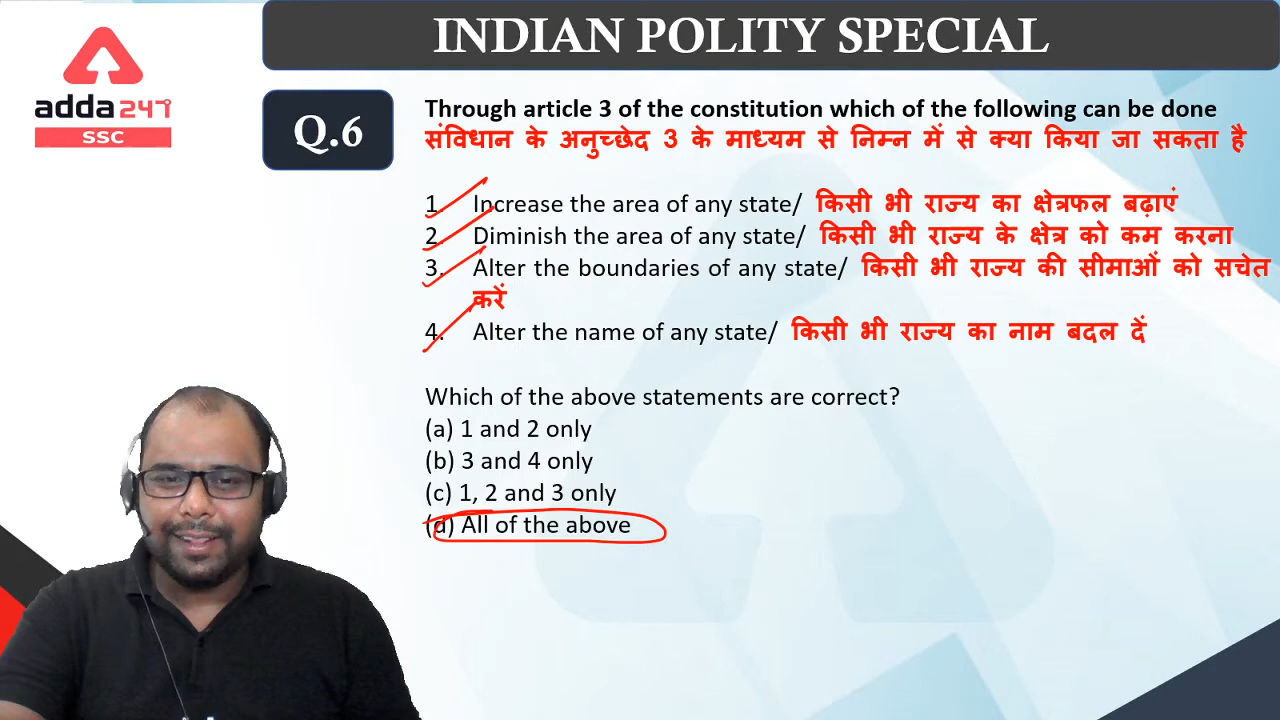 INDIAN POLITY SPECIAL
adda247
SSC
Q.6
Through article 3 of the constitution which of the following can be done
संविधान के अनुच्छेद 3 के माध्यम से निम्न में से क्या किया जा सकता है
1. Increase the area of any state/ किसी भी राज्य का क्षेत्रफल बढ़ाएं
2. Diminish the area of any state/ किसी भी राज्य के क्षेत्र को कम करना
3. Alter the boundaries of any state/ किसी भी राज्य की सीमाओं को सचेत
करें
4. Alter the name of any state/ किसी भी राज्य का नाम बदल दें
Which of the above statements are correct?
(a) 1 and 2 only
(b) 3 and 4 only
(c) 1, 2 and 3 only
(d) All of the above